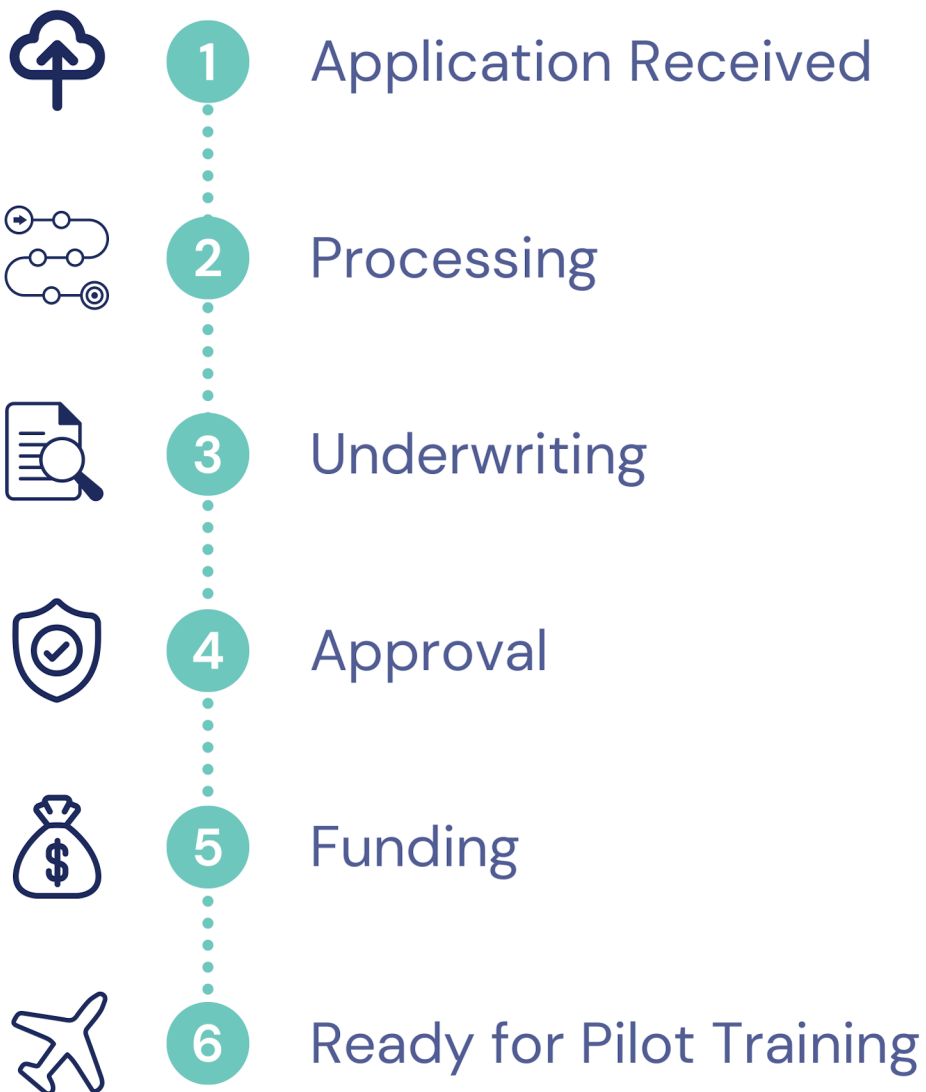 1 Application Received
2 Processing
3 Underwriting
4 Approval
$
5 Funding
6 Ready for Pilot Training